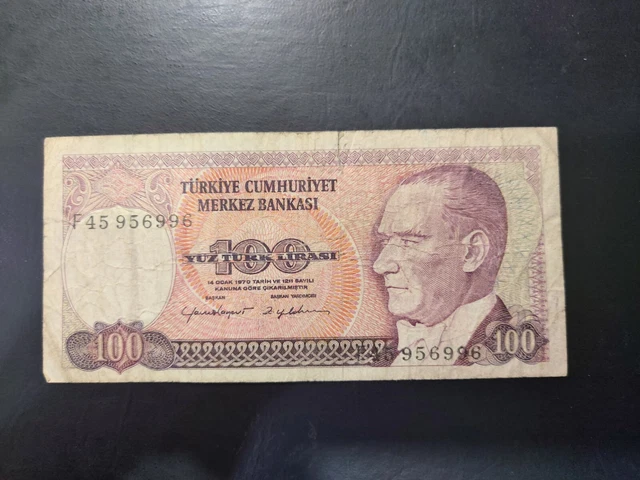 TÜRKİYE CUMHURİYET
MERKEZ BANKASI
F45 956996
100
YÜZ TÜRK LİRASI
14 OCAK 1970 TARİH VE 1211 SAYILI
KANUNA GÖRE ÇIKARILMIŞTIR
BAŞKAN BAŞKAN YARDIMCISI
F45 956996
100
100